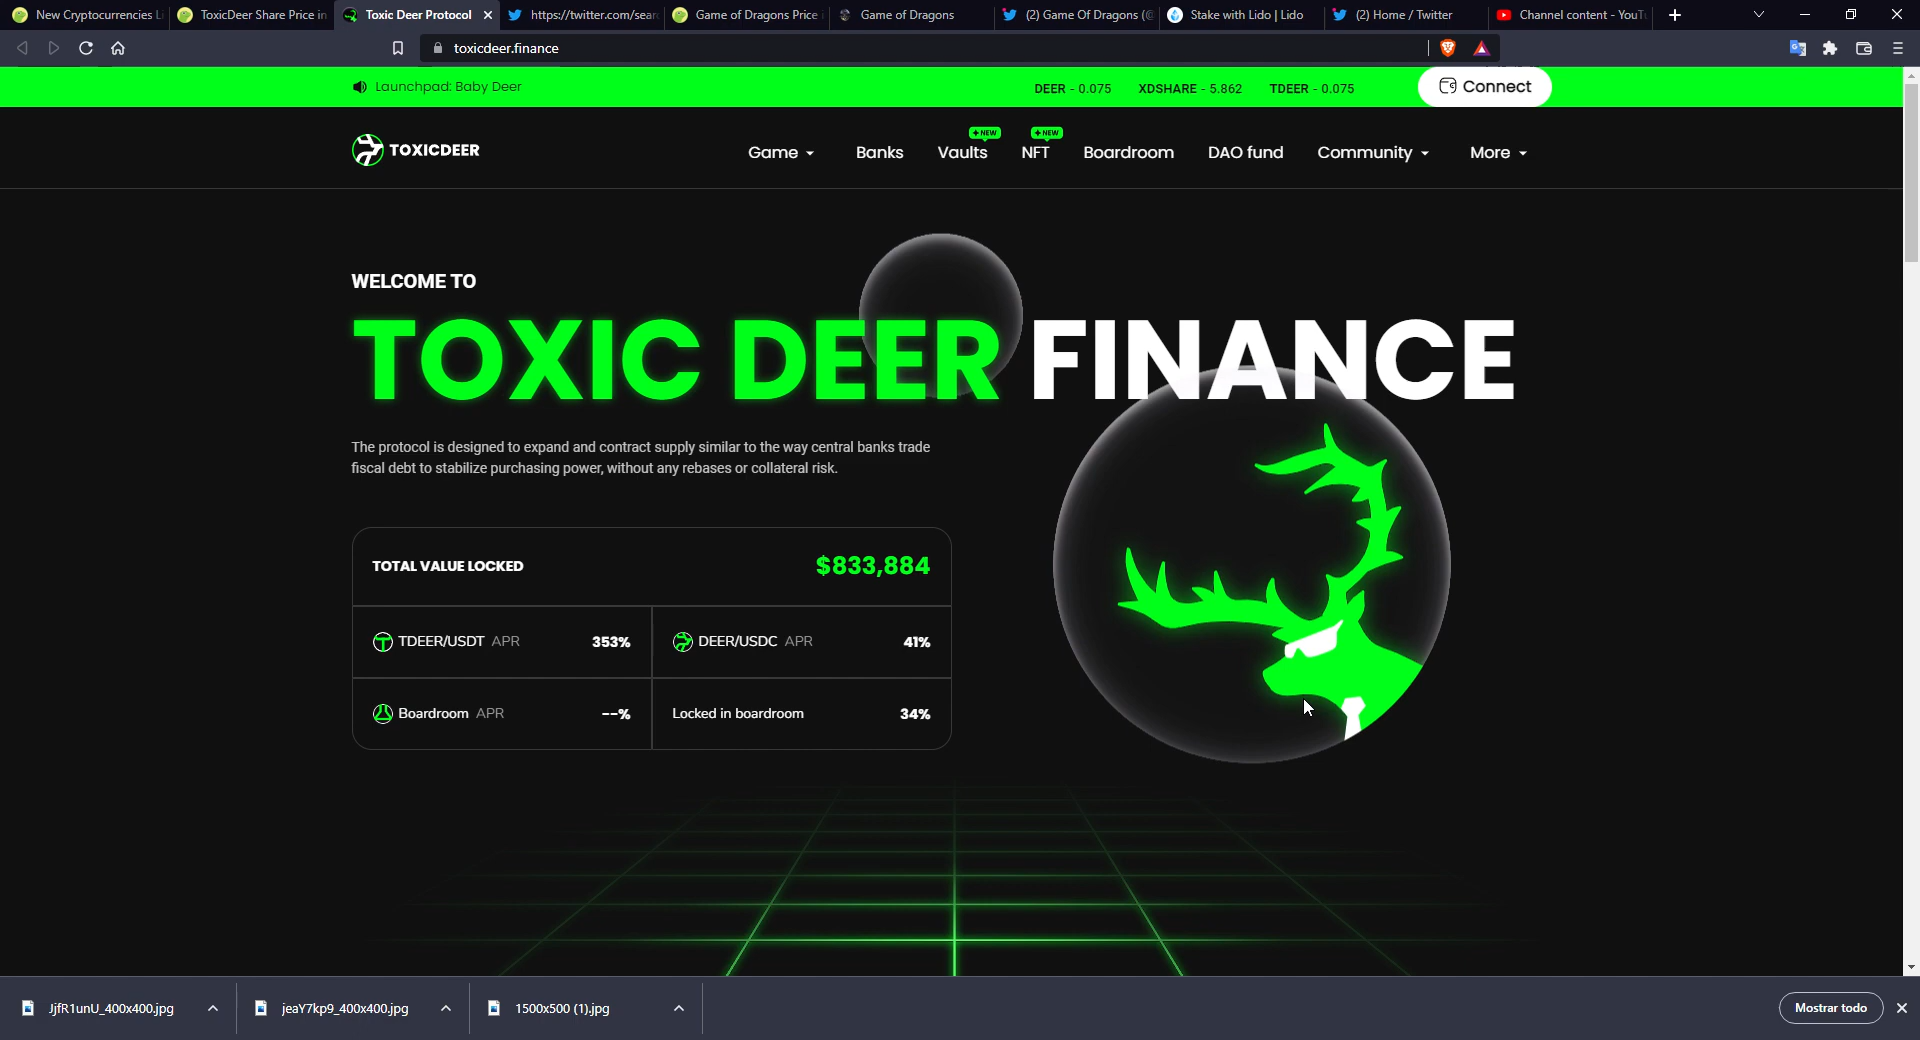 New Cryptocurrencies Li
ToxicDeer Share Price in
Toxic Deer Protocol
https://twitter.com/sear
Game of Dragons Price
Game of Dragons
(2) Game Of Dragons (@
Stake with Lido | Lido
(2) Home / Twitter
Channel content - YouTu
toxicdeer.finance
Launchpad: Baby Deer
DEER - 0.075
XDSHARE - 5.862
TDEER - 0.075
Connect
TOXICDEER
Game
Banks
+ NEW
Vaults
+ NEW
NFT
Boardroom
DAO fund
Community
More
WELCOME TO
TOXIC DEER FINANCE
The protocol is designed to expand and contract supply similar to the way central banks trade
fiscal debt to stabilize purchasing power, without any rebases or collateral risk.
TOTAL VALUE LOCKED $833,884
TDEER/USDT APR 353%
DEER/USDC APR 41%
Boardroom APR --%
Locked in boardroom 34%
JjfR1unU_400x400.jpg
jeaY7kp9_400x400.jpg
1500x500 (1).jpg
Mostrar todo